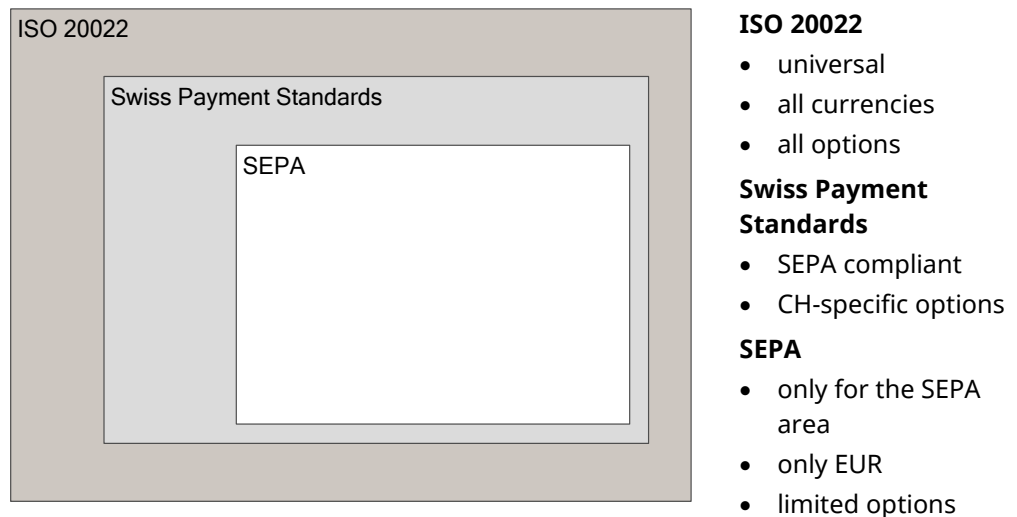 ISO 20022
Swiss Payment Standards
SEPA
ISO 20022
• universal
• all currencies
• all options
Swiss Payment
Standards
• SEPA compliant
• CH-specific options
SEPA
• only for the SEPA
area
• only EUR
• limited options